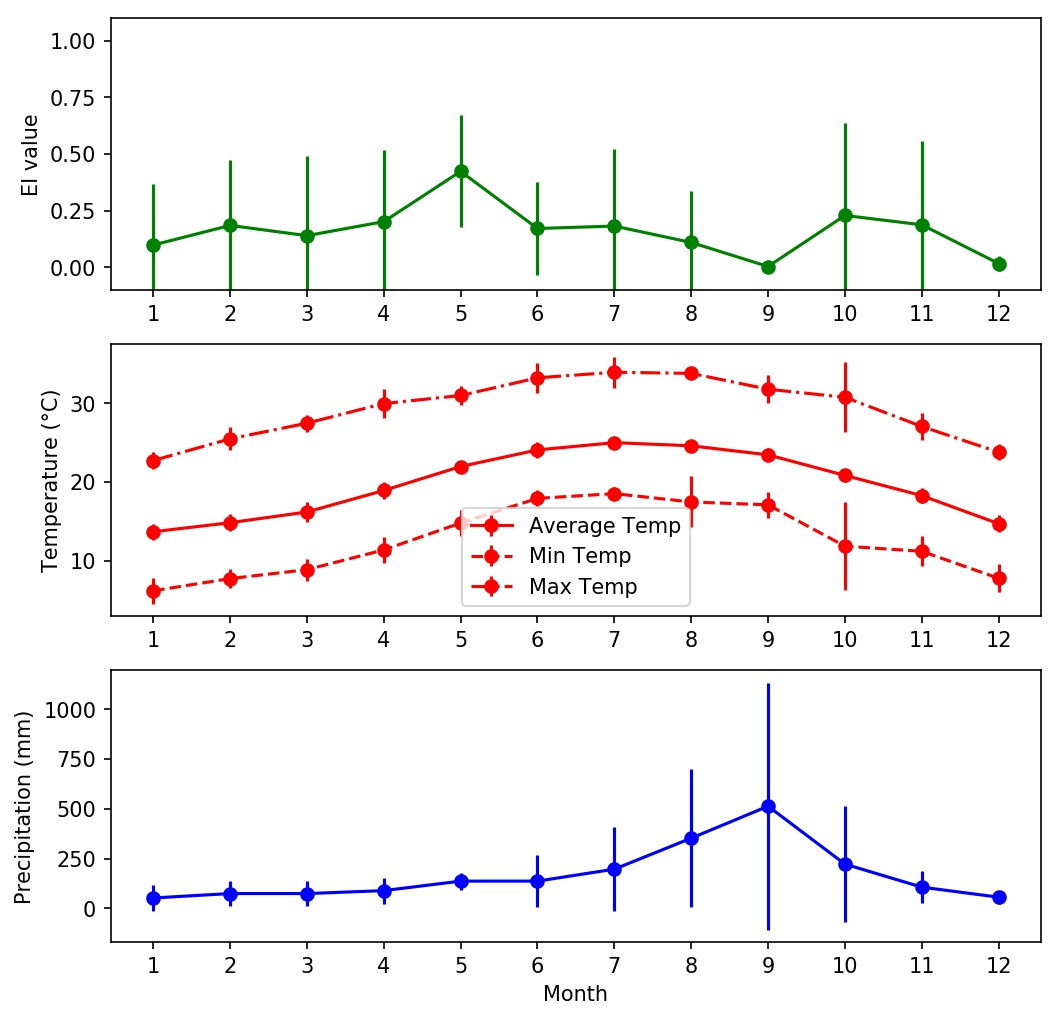 EI value
1.00
0.75
0.50
0.25
0.00
1 2 3 4 5 6 7 8 9 10 11 12
Temperature (°C)
30
20
10
Average Temp
Min Temp
Max Temp
1 2 3 4 5 6 7 8 9 10 11 12
Precipitation (mm)
1000
750
500
250
0
1 2 3 4 5 6 7 8 9 10 11 12
Month